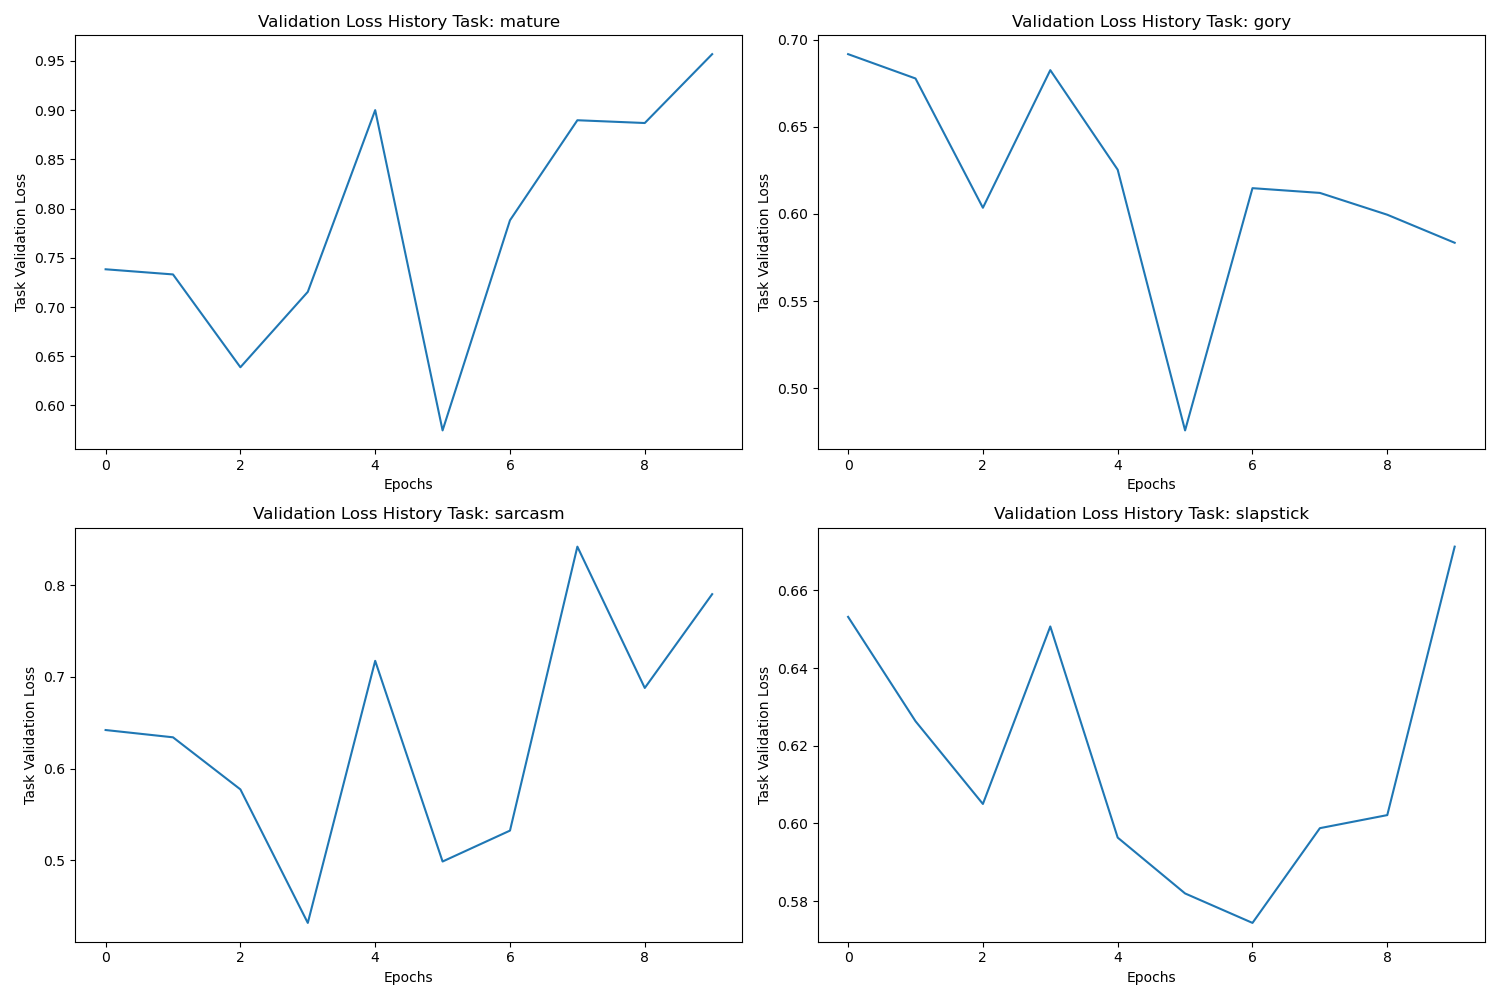 Validation Loss History Task: mature
Task Validation Loss
0.95
0.90
0.85
0.80
0.75
0.70
0.65
0.60
0 2 4 6 8
Epochs
Validation Loss History Task: gory
Task Validation Loss
0.70
0.65
0.60
0.55
0.50
0 2 4 6 8
Epochs
Validation Loss History Task: sarcasm
Task Validation Loss
0.8
0.7
0.6
0.5
0 2 4 6 8
Epochs
Validation Loss History Task: slapstick
Task Validation Loss
0.66
0.64
0.62
0.60
0.58
0 2 4 6 8
Epochs